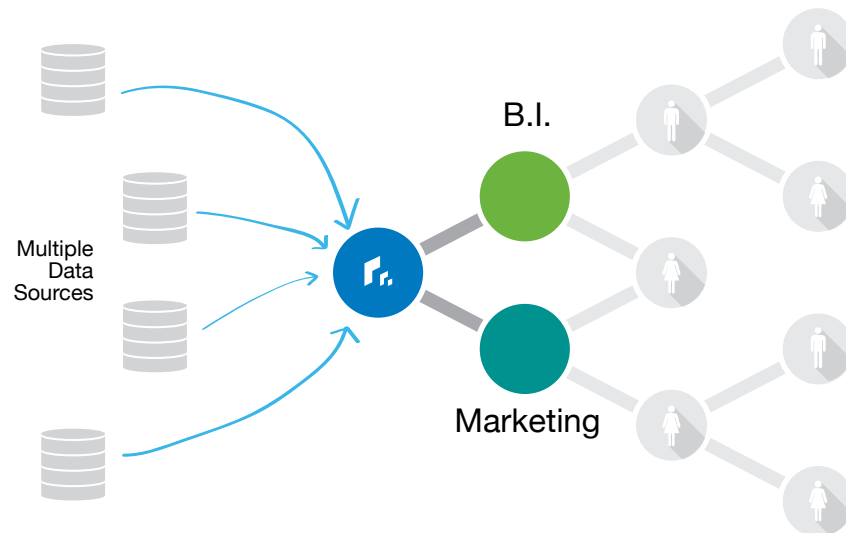 B.I.
Multiple
Data
Sources
Marketing